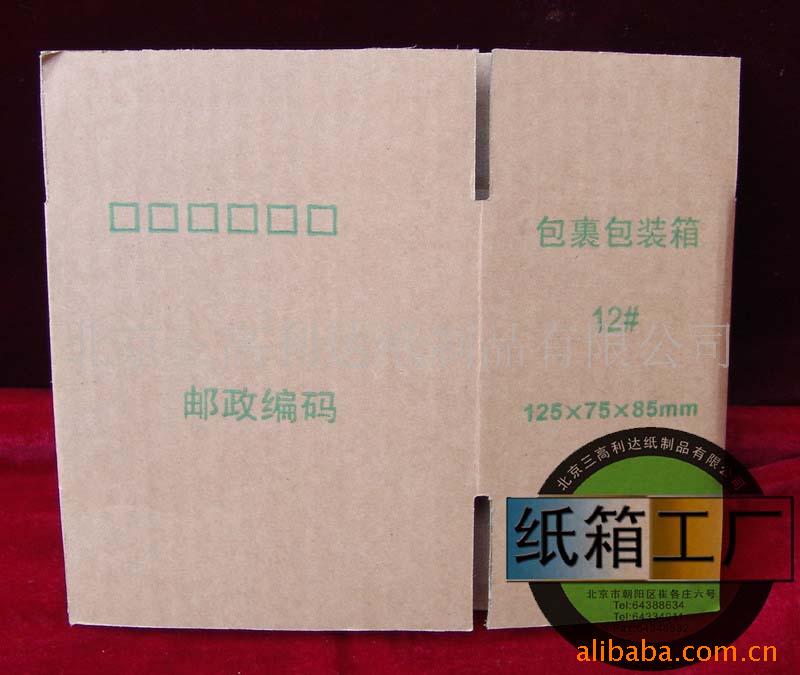 □□□□□□
邮政编码
包裹包装箱
12#
125×75×85mm
北京三高利达纸制品有限公司
北京三高利达纸制品有限公司
纸箱工厂
北京市朝阳区崔各庄六号
Tel:64388634
alibaba.com.cn